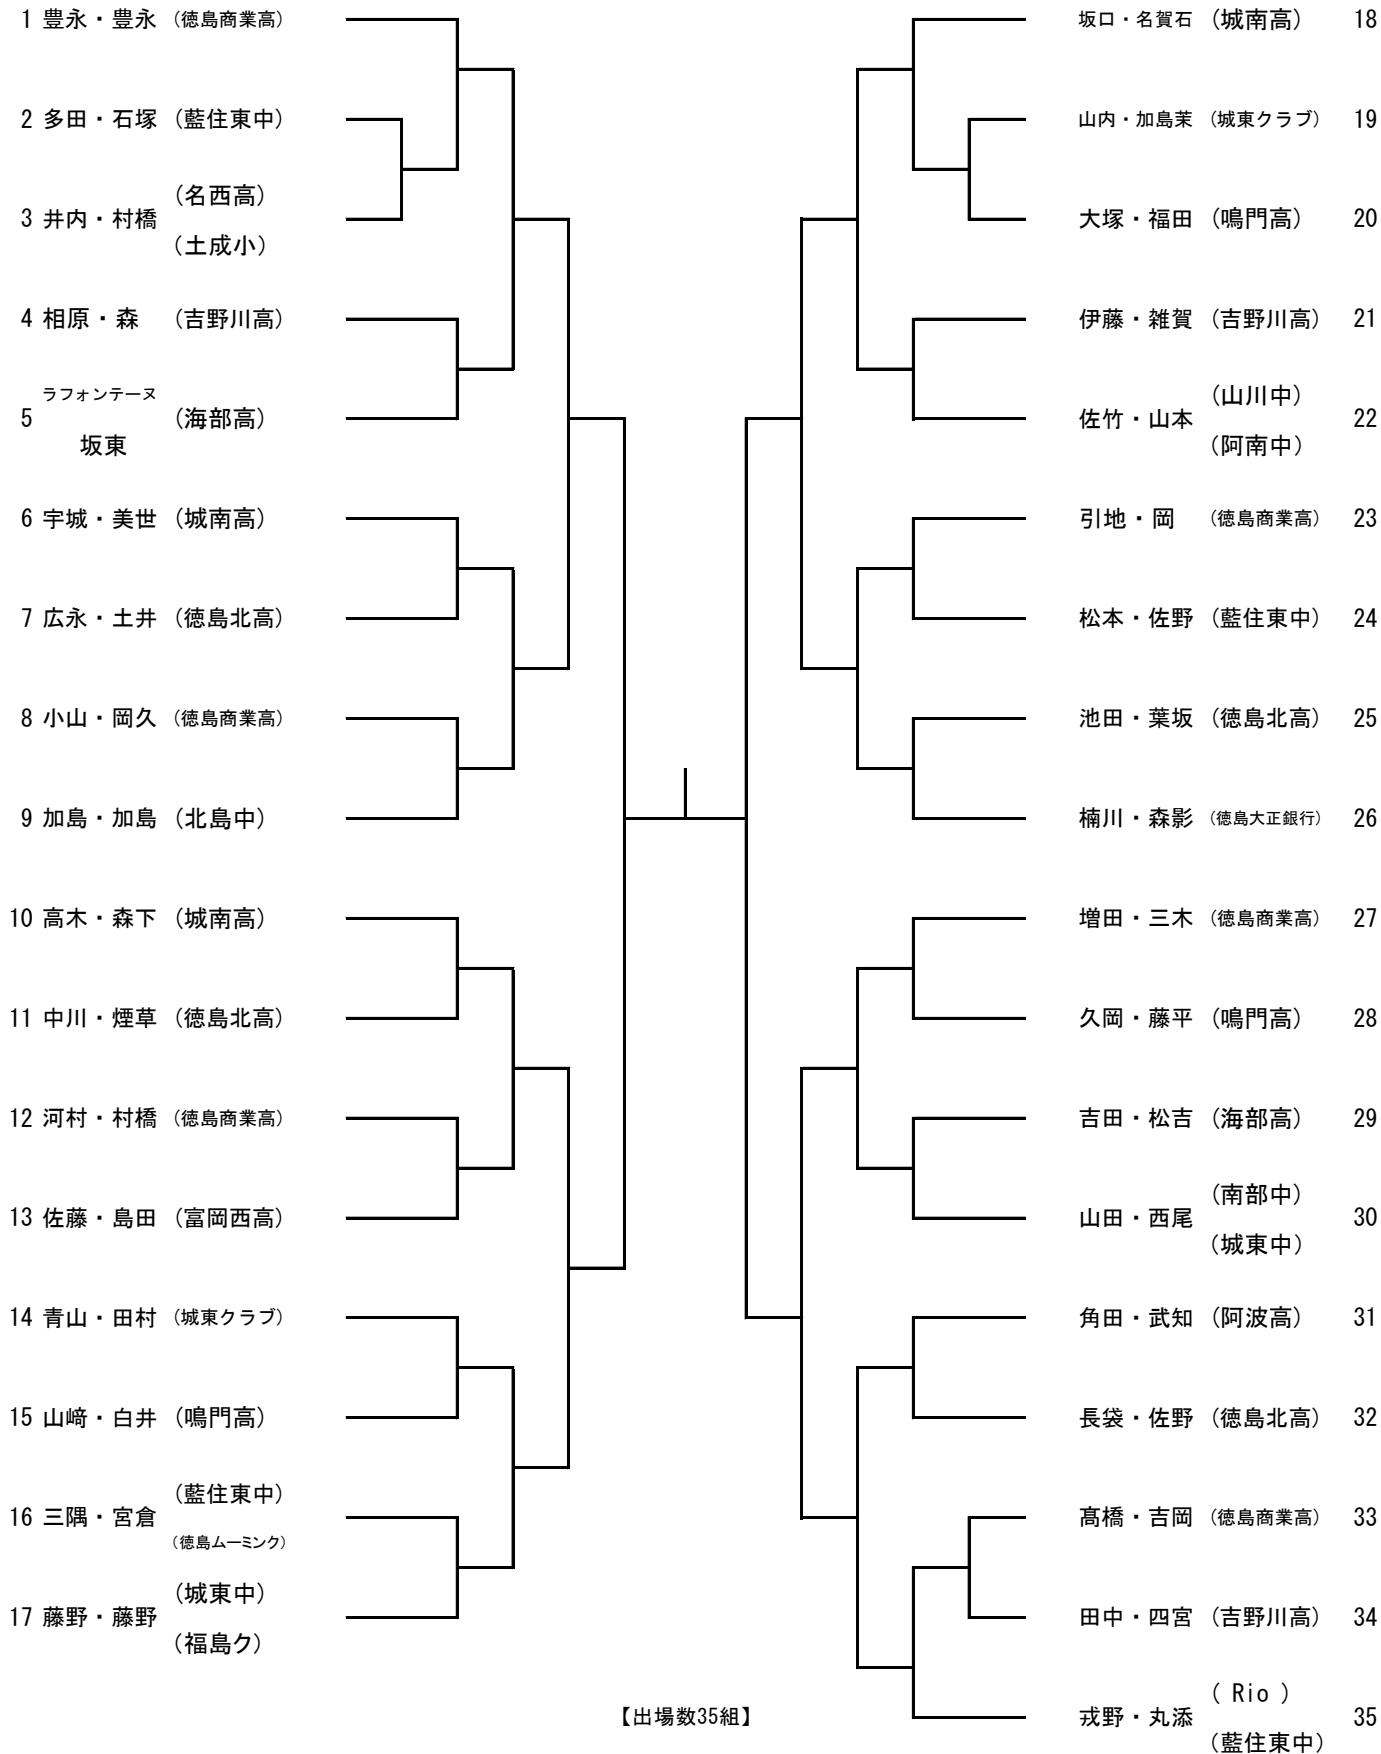 1 豊永・豊永 (徳島商業高)
2 多田・石塚 (藍住東中)
3 井内・村橋 (名西高)
(土成小)
4 相原・森 (吉野川高)
5 ラフォンテーヌ
坂東 (海部高)
6 宇城・美世 (城南高)
7 広永・土井 (徳島北高)
8 小山・岡久 (徳島商業高)
9 加島・加島 (北島中)
10 高木・森下 (城南高)
11 中川・煙草 (徳島北高)
12 河村・村橋 (徳島商業高)
13 佐藤・島田 (富岡西高)
14 青山・田村 (城東クラブ)
15 山﨑・白井 (鳴門高)
16 三隅・宮倉 (藍住東中)
(徳島ムーミンク)
17 藤野・藤野 (城東中)
(福島ク)
坂口・名賀石 (城南高) 18
山内・加島茉 (城東クラブ) 19
大塚・福田 (鳴門高) 20
伊藤・雑賀 (吉野川高) 21
佐竹・山本 (山川中) 22
(阿南中)
引地・岡 (徳島商業高) 23
松本・佐野 (藍住東中) 24
池田・葉坂 (徳島北高) 25
楠川・森影 (徳島大正銀行) 26
増田・三木 (徳島商業高) 27
久岡・藤平 (鳴門高) 28
吉田・松吉 (海部高) 29
山田・西尾 (南部中) 30
(城東中)
角田・武知 (阿波高) 31
長袋・佐野 (徳島北高) 32
髙橋・吉岡 (徳島商業高) 33
田中・四宮 (吉野川高) 34
戎野・丸添 ( Rio ) 35
(藍住東中)
【出場数35組】